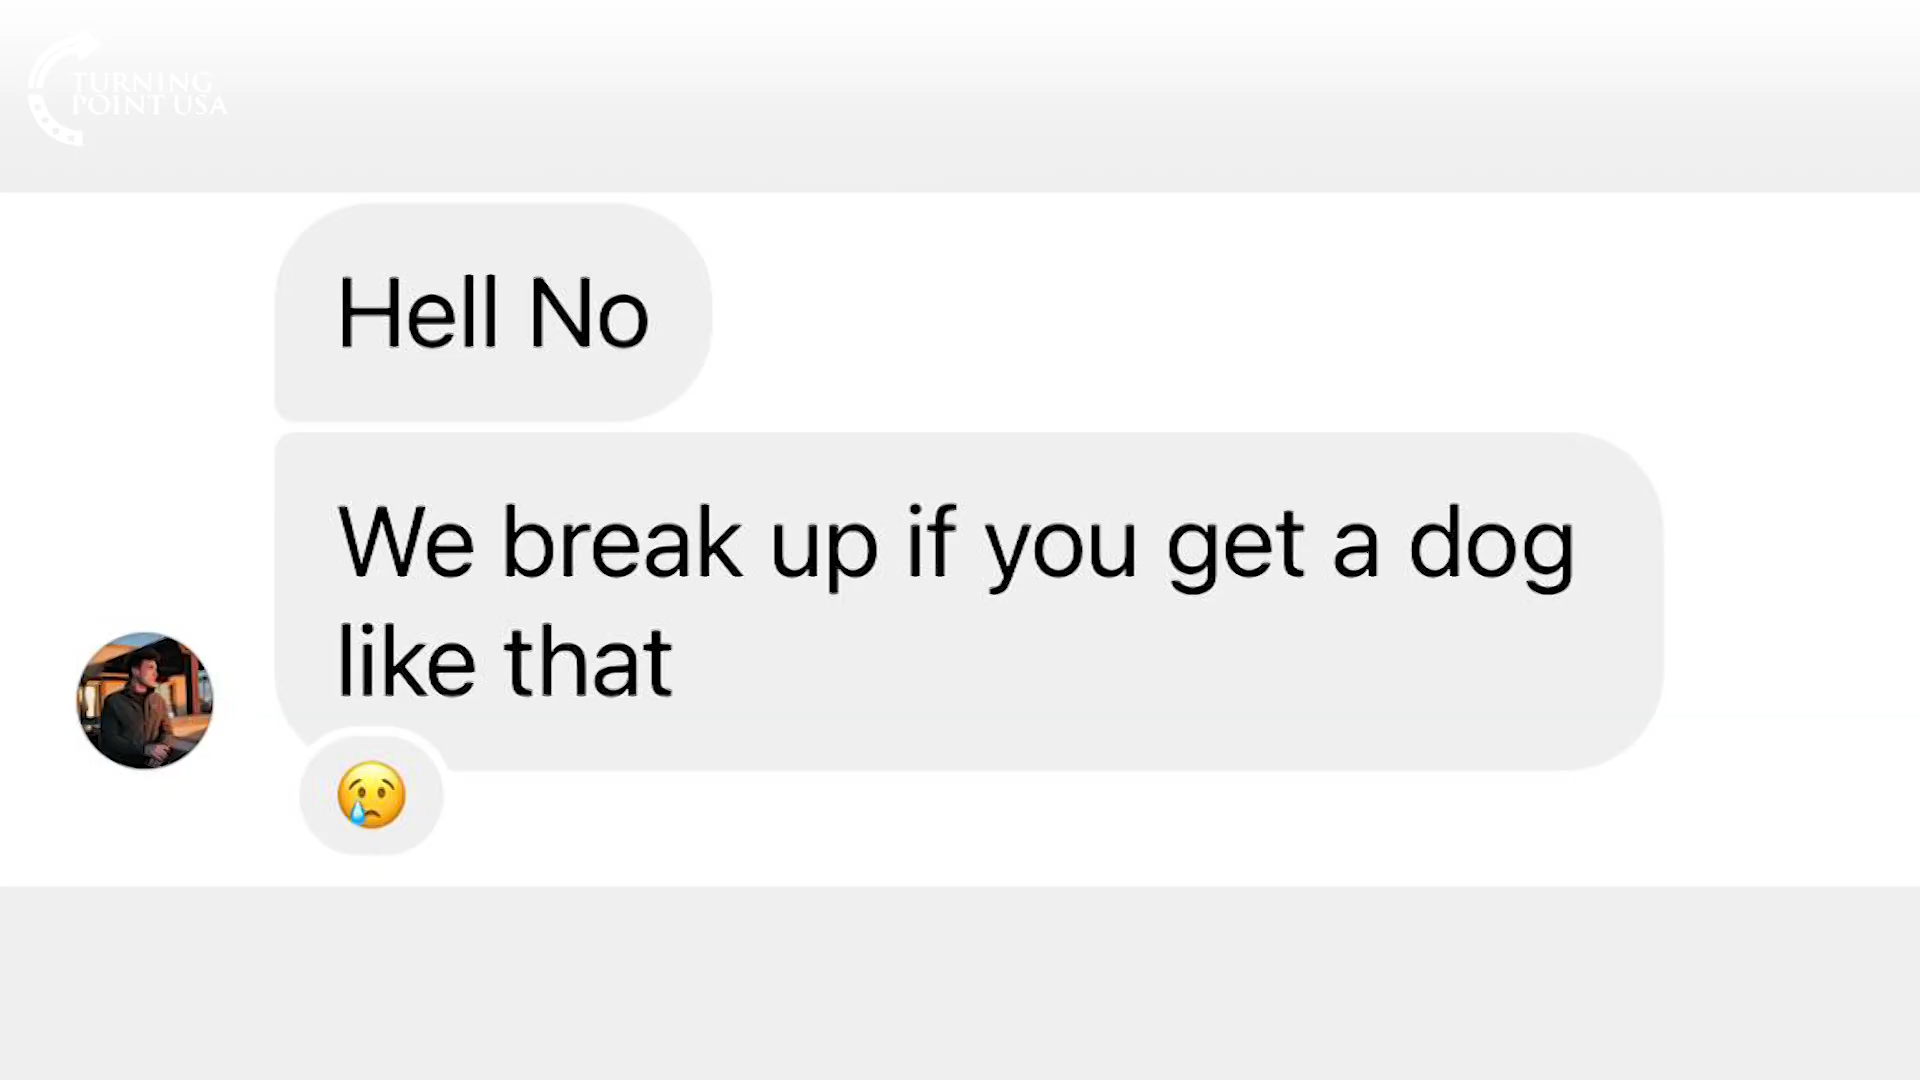 TURNING
POINT USA
Hell No
We break up if you get a dog
like that